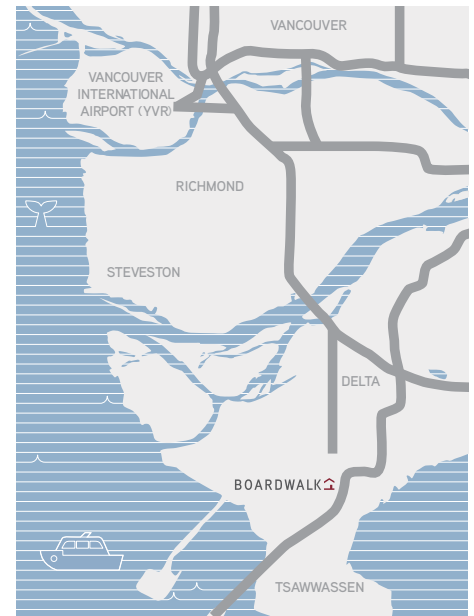 VANCOUVER
VANCOUVER
INTERNATIONAL
AIRPORT (YVR)
RICHMOND
STEVESTON
DELTA
BOARDWALK
TSAWWASSEN